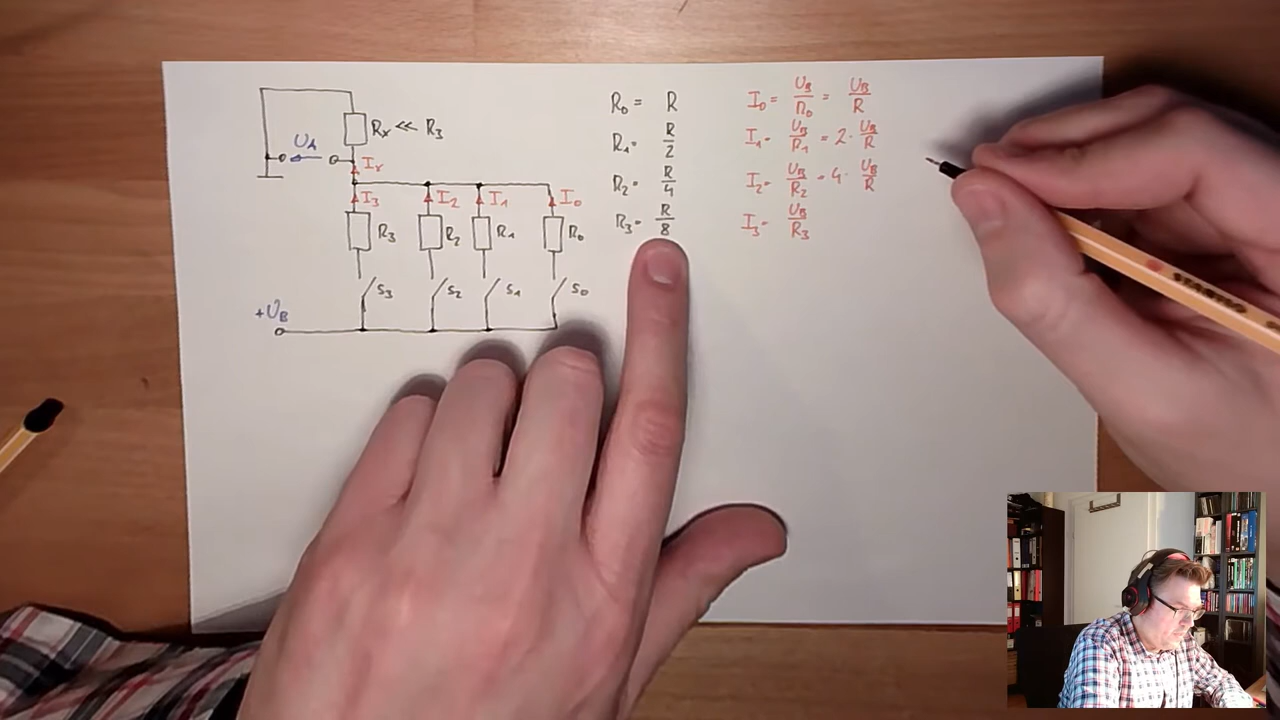 Rx << R3
UA
Ix
I3 I2 I1 I0
R3 R2 R1 R0
S3 S2 S1 S0
+UB
R0 = R
R1 = R/2
R2 = R/4
R3 = R/8
I0 = UB/R0 = UB/R
I1 = UB/R1 = 2 · UB/R
I2 = UB/R2 = 4 · UB/R
I3 = UB/R3